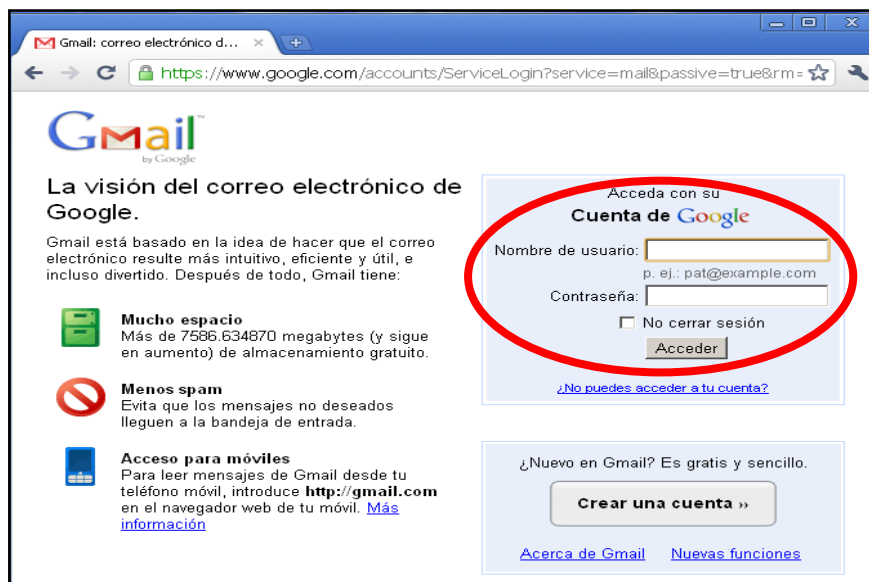 Gmail: correo electrónico d...
https://www.google.com/accounts/ServiceLogin?service=mail&passive=true&rm=
Gmail™
by Google
La visión del correo electrónico de
Google.
Gmail está basado en la idea de hacer que el correo
electrónico resulte más intuitivo, eficiente y útil, e
incluso divertido. Después de todo, Gmail tiene:
Mucho espacio
Más de 7586.634870 megabytes (y sigue
en aumento) de almacenamiento gratuito.
Menos spam
Evita que los mensajes no deseados
lleguen a la bandeja de entrada.
Acceso para móviles
Para leer mensajes de Gmail desde tu
teléfono móvil, introduce http://gmail.com
en el navegador web de tu móvil. Más
información
Acceda con su
Cuenta de Google
Nombre de usuario:
p. ej.: pat@example.com
Contraseña:
No cerrar sesión
Acceder
¿No puedes acceder a tu cuenta?
¿Nuevo en Gmail? Es gratis y sencillo.
Crear una cuenta »
Acerca de Gmail Nuevas funciones